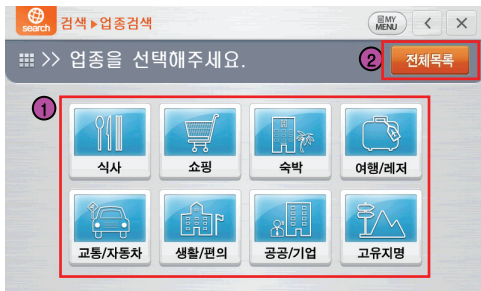 search 검색 ▶ 업종검색 MY MENU
>> 업종을 선택해주세요. ② 전체목록
①
식사 쇼핑 숙박 여행/레저
교통/자동차 생활/편의 공공/기업 고유지명